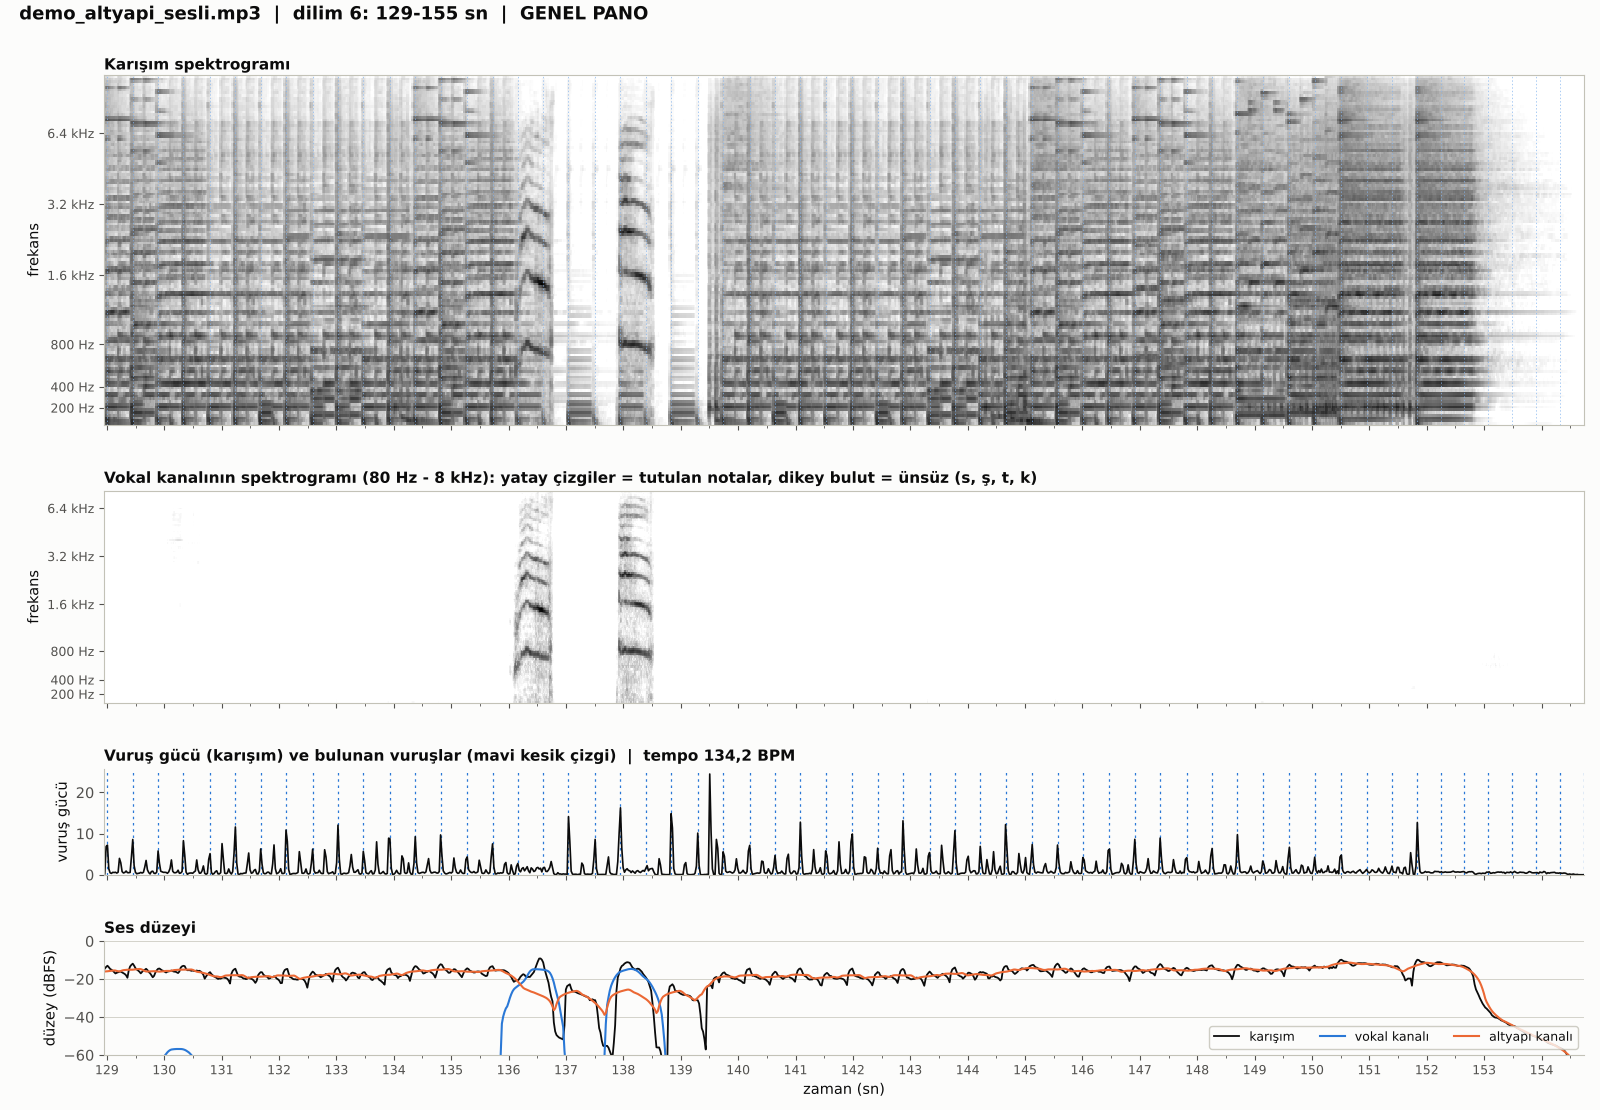 demo_altyapi_sesli.mp3 | dilim 6: 129-155 sn | GENEL PANO
Karışım spektrogramı
6.4 kHz
3.2 kHz
1.6 kHz
800 Hz
400 Hz
200 Hz
frekans
Vokal kanalının spektrogramı (80 Hz - 8 kHz): yatay çizgiler = tutulan notalar, dikey bulut = ünsüz (s, ş, t, k)
6.4 kHz
3.2 kHz
1.6 kHz
800 Hz
400 Hz
200 Hz
frekans
Vuruş gücü (karışım) ve bulunan vuruşlar (mavi kesik çizgi) | tempo 134,2 BPM
20
10
0
vuruş gücü
Ses düzeyi
0
−20
−40
−60
düzey (dBFS)
karışım vokal kanalı altyapı kanalı
129 130 131 132 133 134 135 136 137 138 139 140 141 142 143 144 145 146 147 148 149 150 151 152 153 154
zaman (sn)